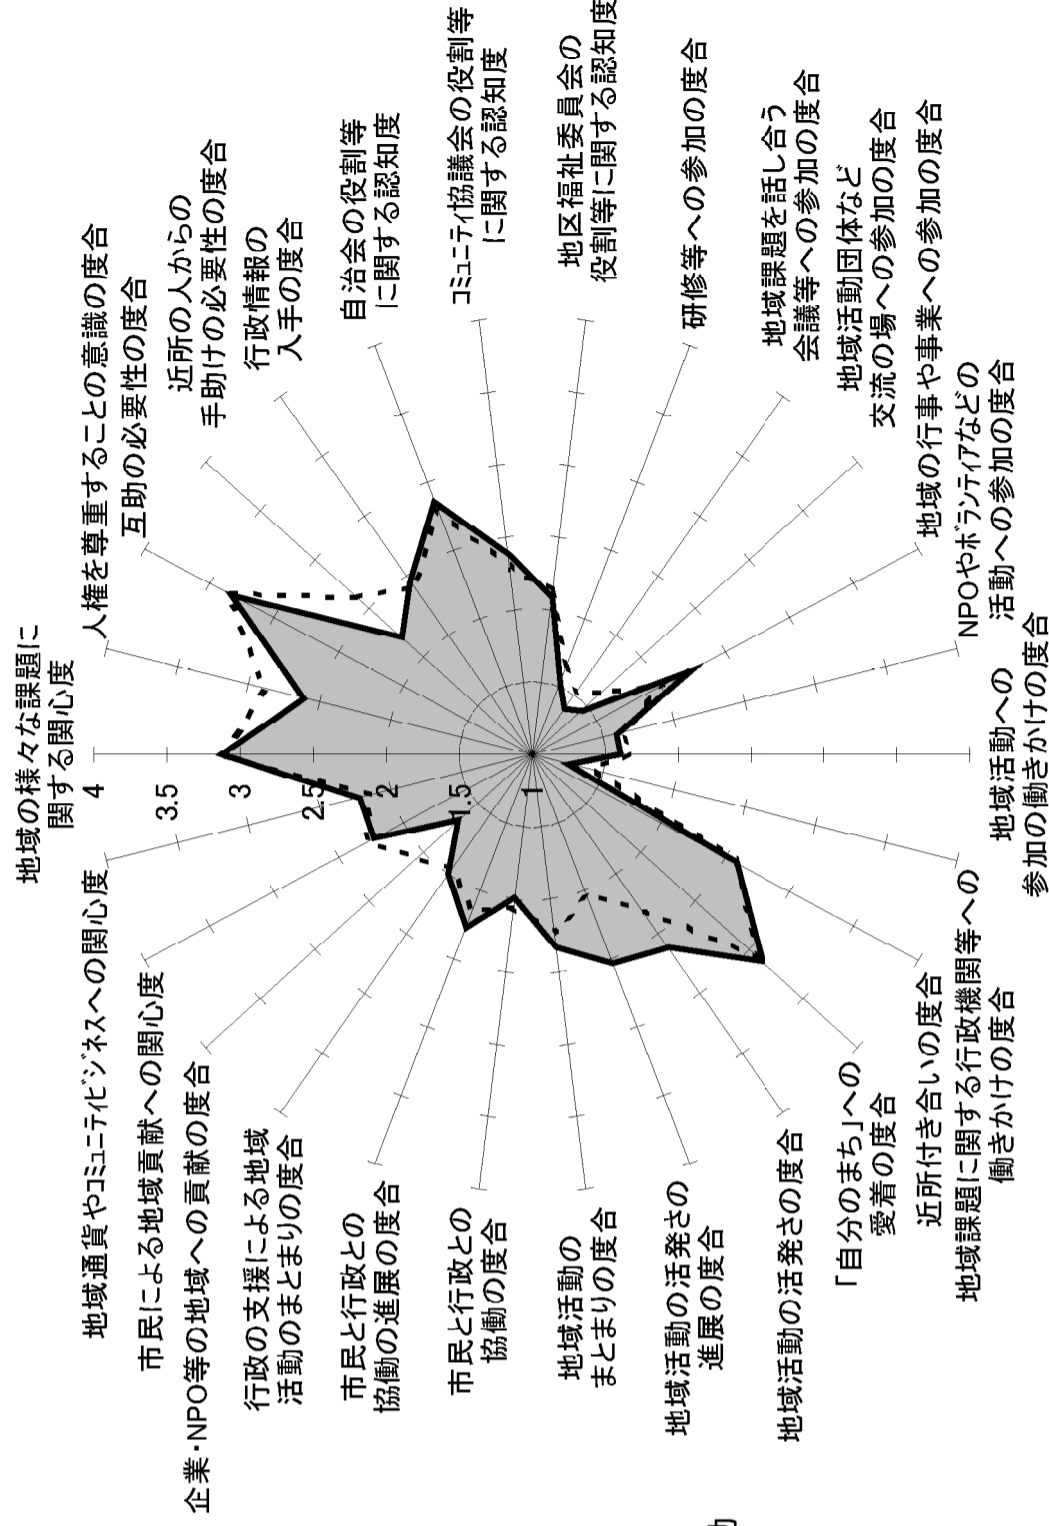 地域の様々な課題に
関する関心度
人権を尊重することの意識の度合
互助の必要性の度合
近所の人からの
手助けの必要性の度合
行政情報の
入手の度合
自治会の役割等
に関する認知度
ｺﾐｭﾆﾃｨ協議会の役割等
に関する認知度
地区福祉委員会の
役割等に関する認知度
研修等への参加の度合
地域課題を話し合う
会議等への参加の度合
地域活動団体など
交流の場への参加の度合
地域の行事や事業への参加の度合
NPOやﾎﾞﾗﾝﾃｨｱなどの
活動への参加の度合
地域活動への
参加の働きかけの度合
地域課題に関する行政機関等への
働きかけの度合
近所付き合いの度合
「自分のまち」への
愛着の度合
地域活動の活発さの度合
地域活動の活発さの
進展の度合
地域活動の
まとまりの度合
市民と行政との
協働の度合
市民と行政との
協働の進展の度合
行政の支援による地域
活動のまとまりの度合
企業・NPO等の地域への貢献の度合
市民による地域貢献への関心度
地域通貨やｺﾐｭﾆﾃｨﾋﾞｼﾞﾈｽへの関心度
4
3.5
3
2.5
2
1.5
1